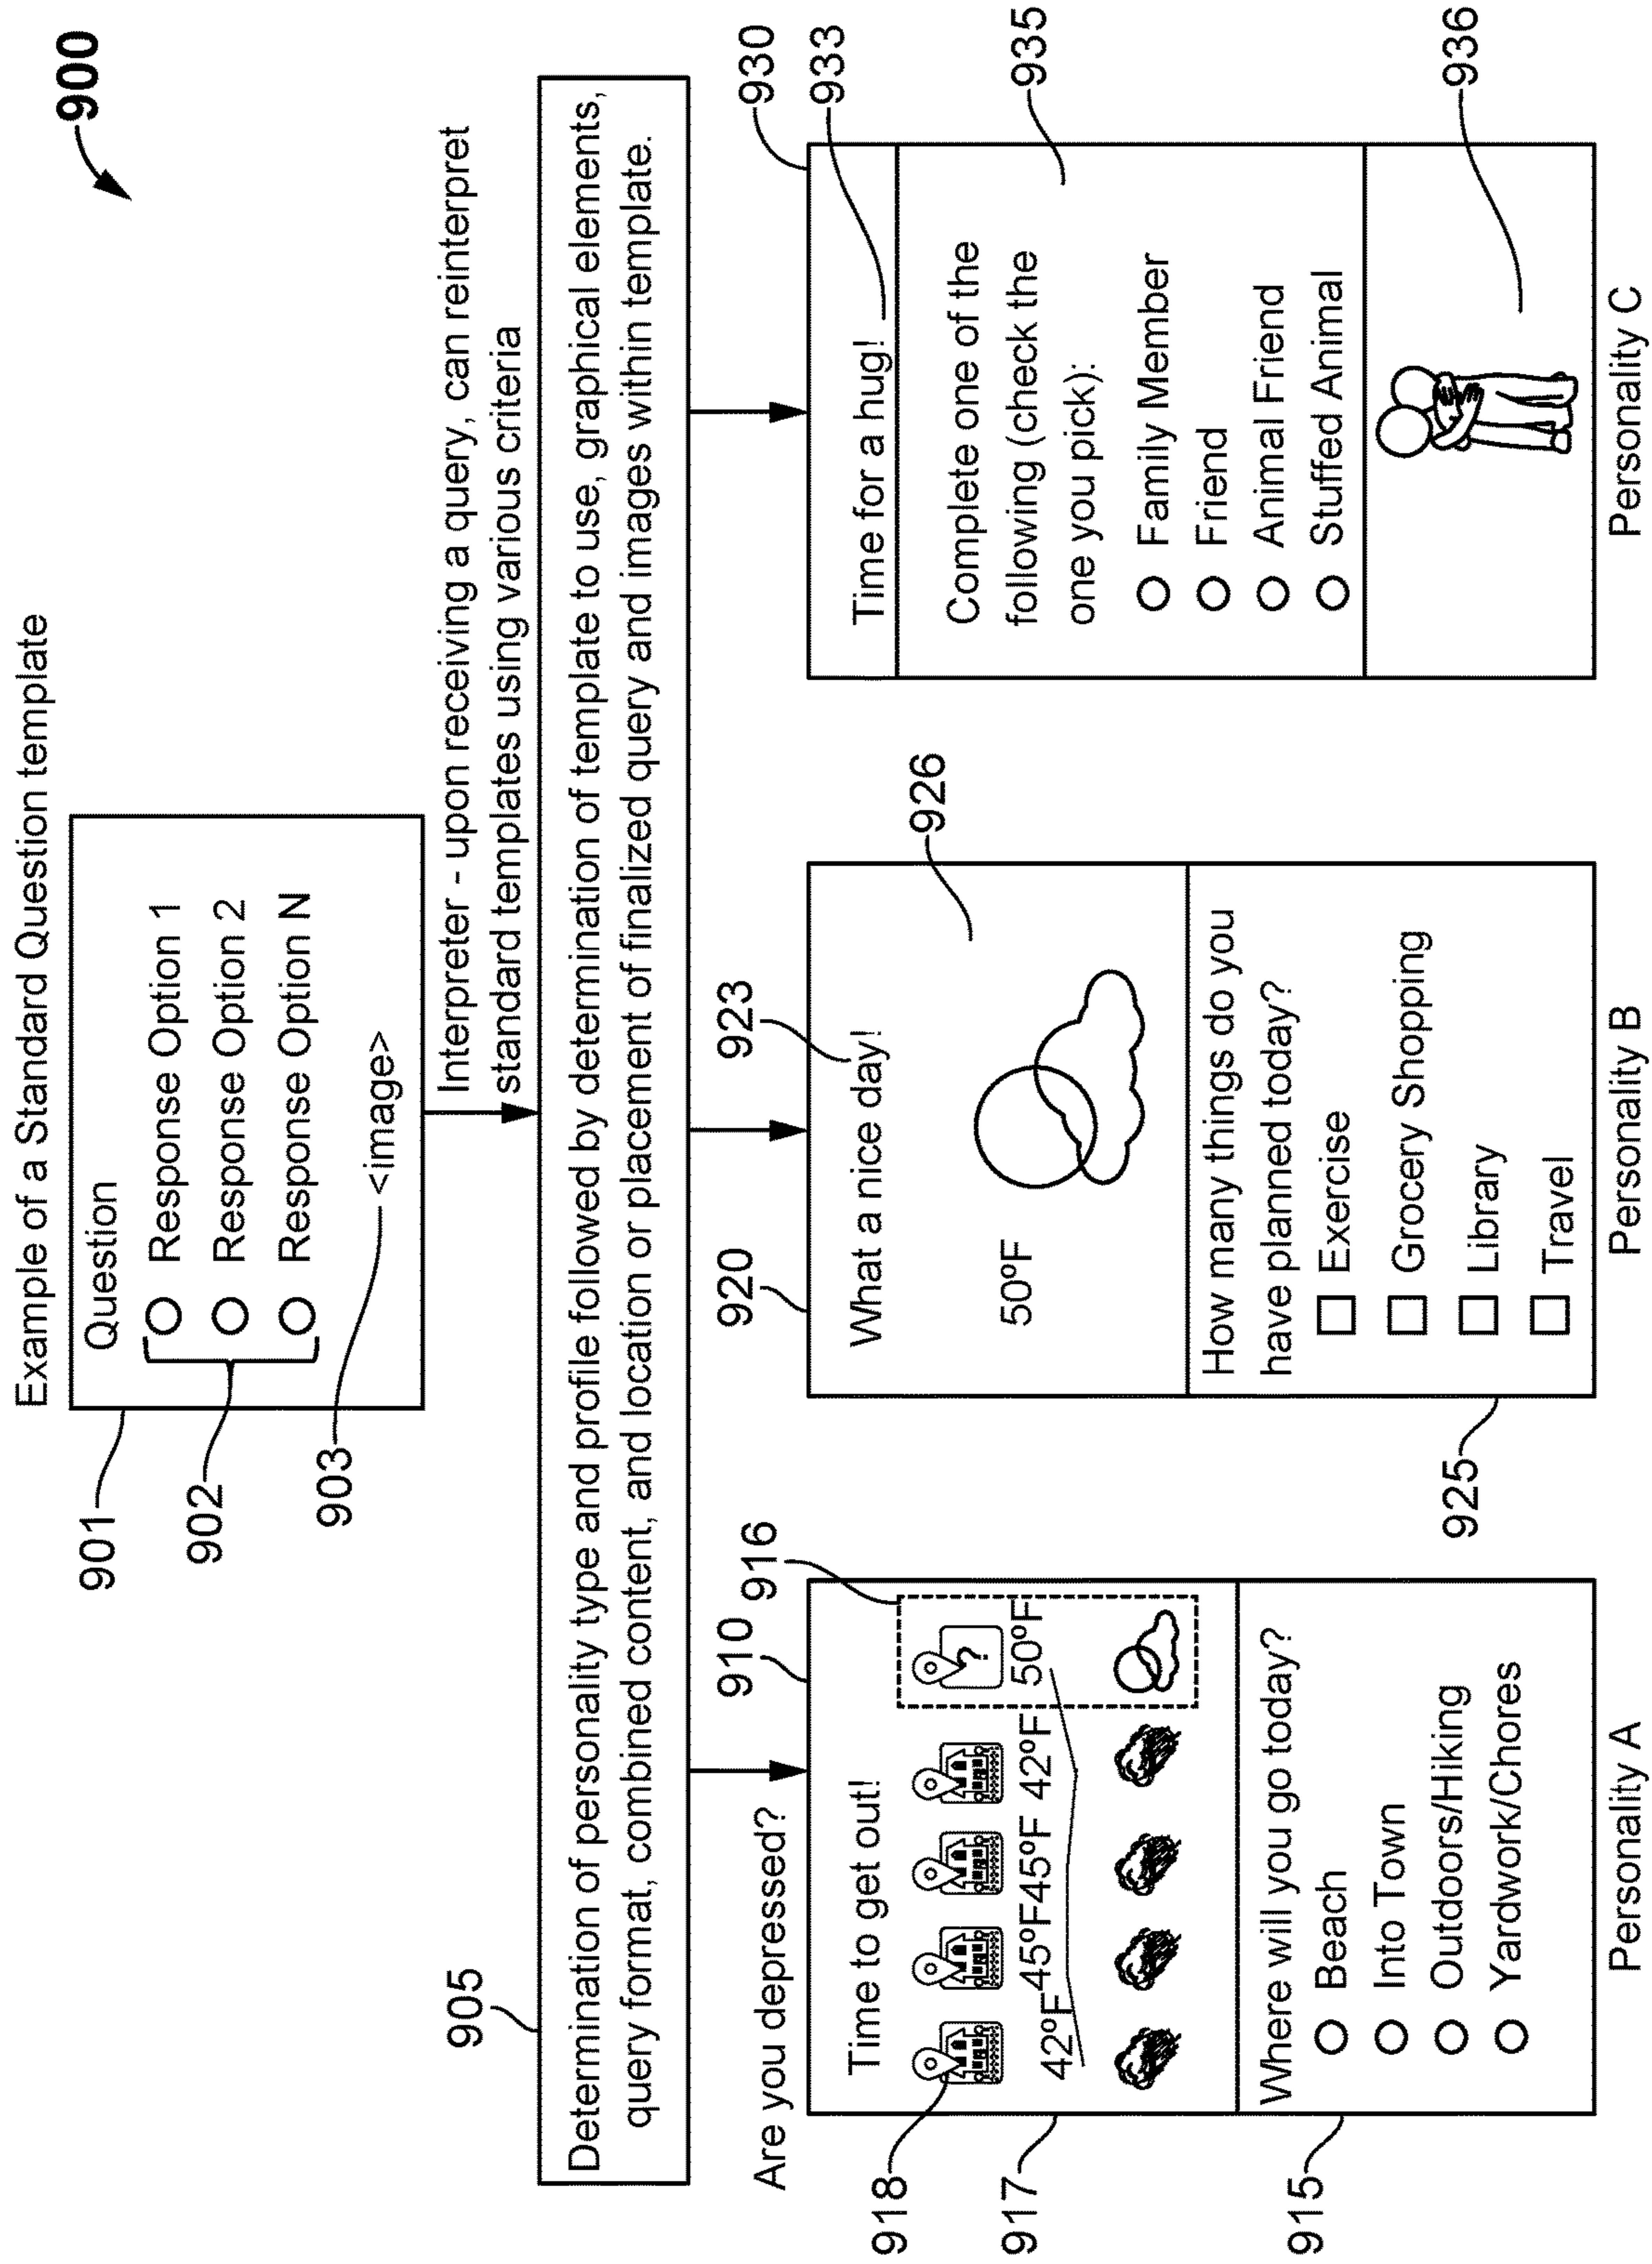 Example of a Standard Question template
900
901
Question
902
Response Option 1
Response Option 2
Response Option N
903
<image>
Interpreter - upon receiving a query, can reinterpret
standard templates using various criteria
905
Determination of personality type and profile followed by determination of template to use, graphical elements,
query format, combined content, and location or placement of finalized query and images within template.
Are you depressed?
910
916
Time to get out!
918
?
42ºF
45ºF
45ºF
42ºF
50ºF
917
915
Where will you go today?
Beach
Into Town
Outdoors/Hiking
Yardwork/Chores
Personality A
920
923
What a nice day!
926
50ºF
925
How many things do you
have planned today?
Exercise
Grocery Shopping
Library
Travel
Personality B
930
933
Time for a hug!
935
Complete one of the
following (check the
one you pick):
Family Member
Friend
Animal Friend
Stuffed Animal
936
Personality C